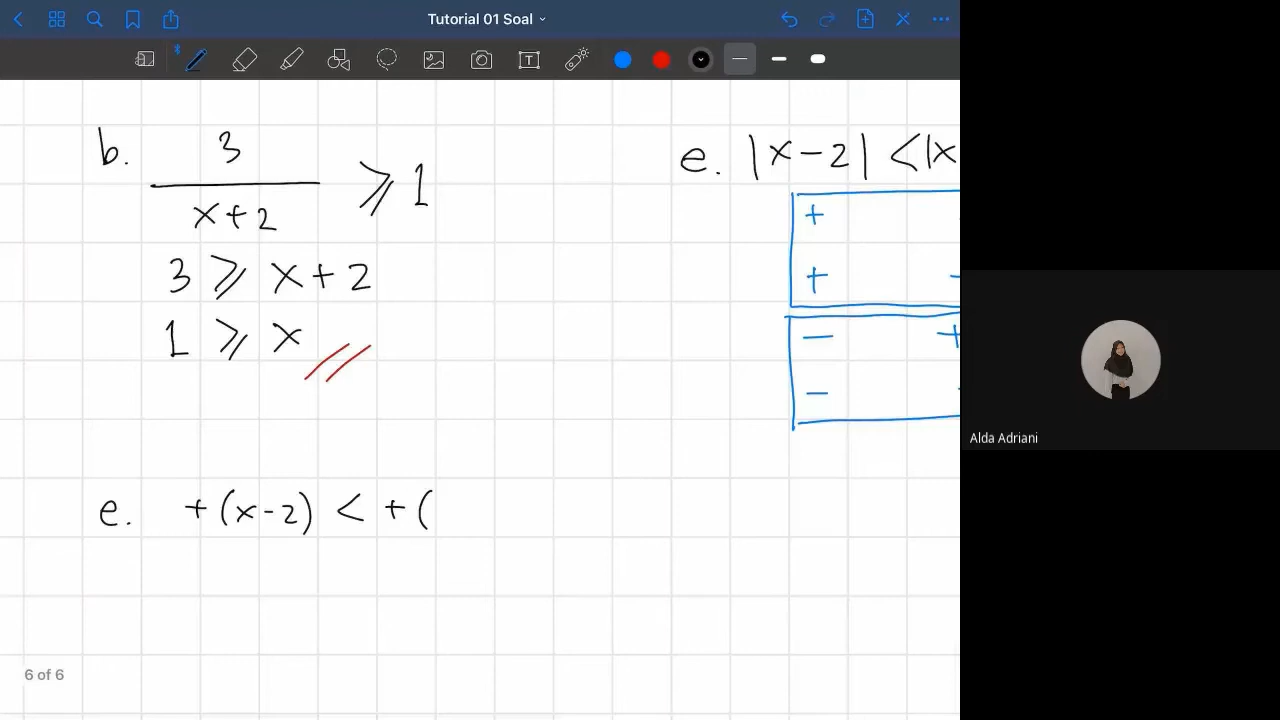 Tutorial 01 Soal
b. 3
x+2
⩾ 1
3 ⩾ x+2
1 ⩾ x
e. |x-2| <|x
+
+
-
-
+
e. +(x-2) < +(
6 of 6
Alda Adriani